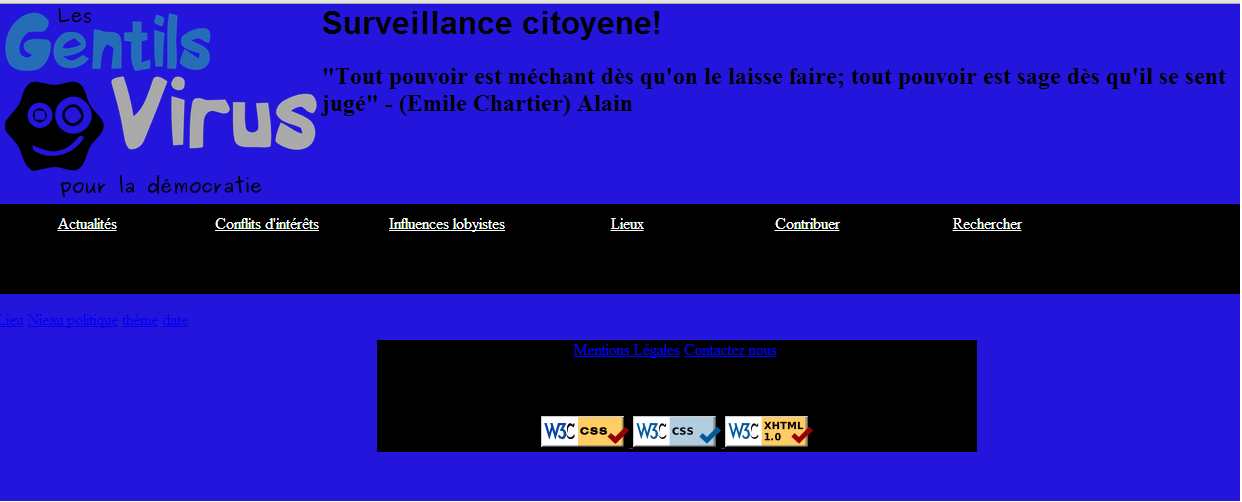 Les
Gentils
Virus
pour la démocratie
Surveillance citoyene!
"Tout pouvoir est méchant dès qu'on le laisse faire; tout pouvoir est sage dès qu'il se sent
jugé" - (Emile Chartier) Alain
Actualités Conflits d'intérêts Influences lobyistes Lieux Contribuer Rechercher
Lieu Nieau politique thème date
Mentions Légales Contactez nous
W3C css W3C CSS W3C XHTML
1.0